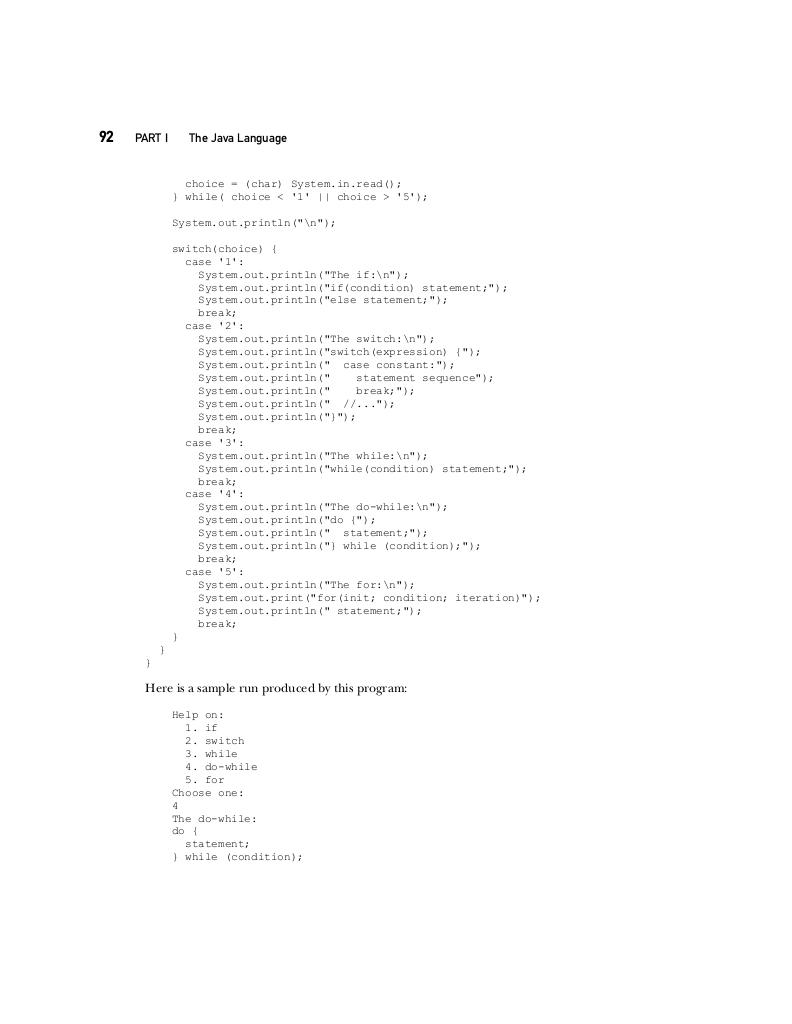 92 PART I The Java Language
      choice = (char) System.in.read();
    } while( choice < '1' || choice > '5');
    System.out.println("\n");
    switch(choice) {
      case '1':
        System.out.println("The if:\n");
        System.out.println("if(condition) statement;");
        System.out.println("else statement;");
        break;
      case '2':
        System.out.println("The switch:\n");
        System.out.println("switch(expression) {");
        System.out.println("  case constant:");
        System.out.println("    statement sequence");
        System.out.println("    break;");
        System.out.println("  //...");
        System.out.println("}");
        break;
      case '3':
        System.out.println("The while:\n");
        System.out.println("while(condition) statement;");
        break;
      case '4':
        System.out.println("The do-while:\n");
        System.out.println("do {");
        System.out.println("  statement;");
        System.out.println("} while (condition);");
        break;
      case '5':
        System.out.println("The for:\n");
        System.out.print("for(init; condition; iteration)");
        System.out.println(" statement;");
        break;
    }
  }
}
Here is a sample run produced by this program:
Help on:
  1. if
  2. switch
  3. while
  4. do-while
  5. for
Choose one:
4
The do-while:
do {
  statement;
} while (condition);